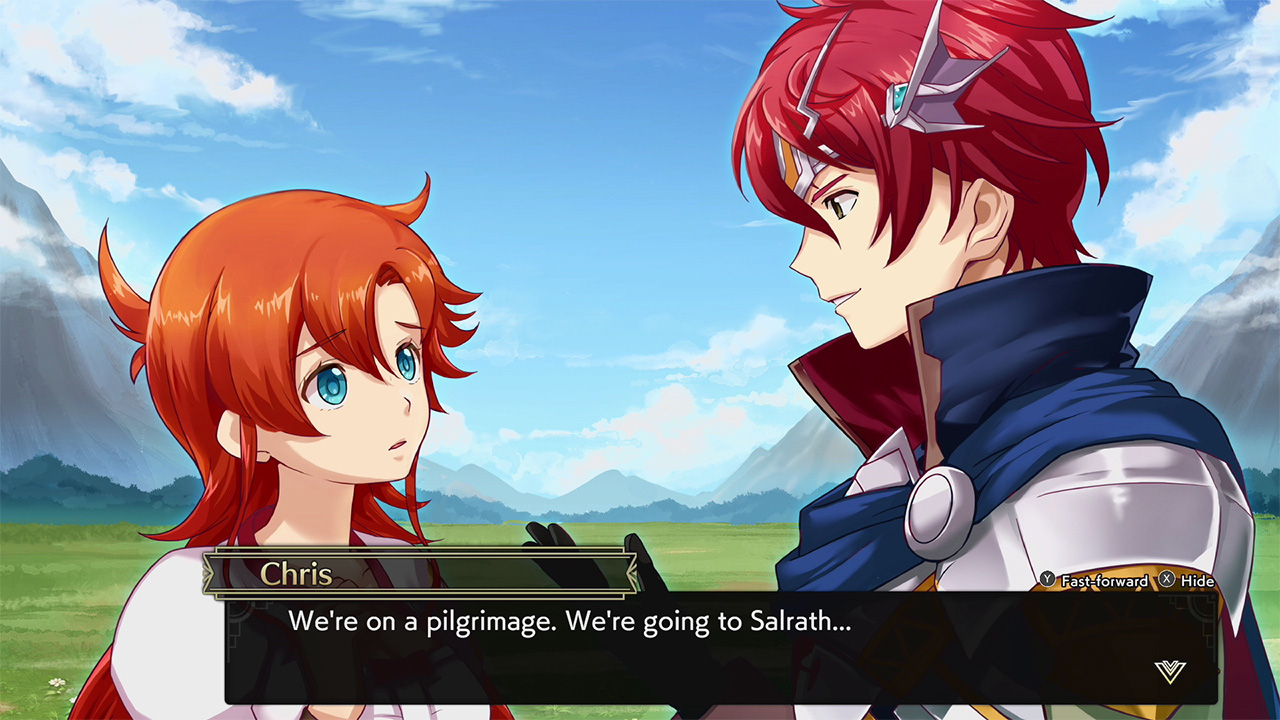 Chris
Y Fast-forward X Hide
We're on a pilgrimage. We're going to Salrath...